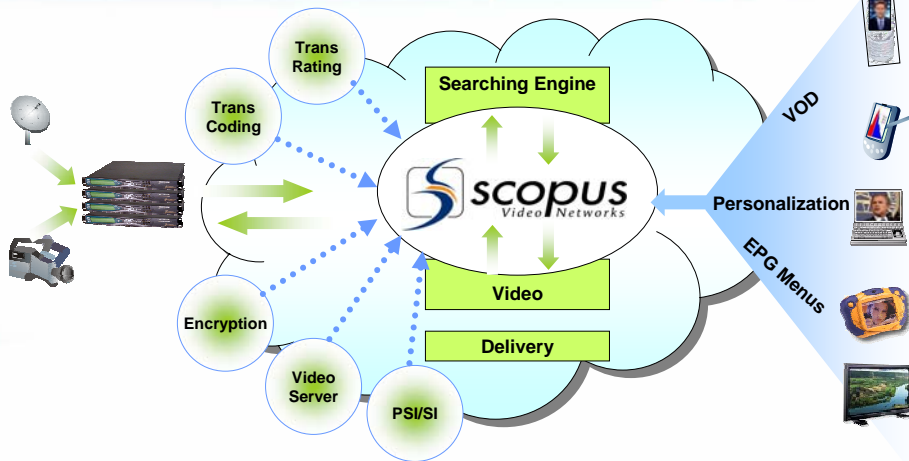 Trans
Rating
Trans
Coding
Searching Engine
scopus
Video Networks
VOD
Personalization
EPG Menus
Encryption
Video
Server
PSI/SI
Video
Delivery